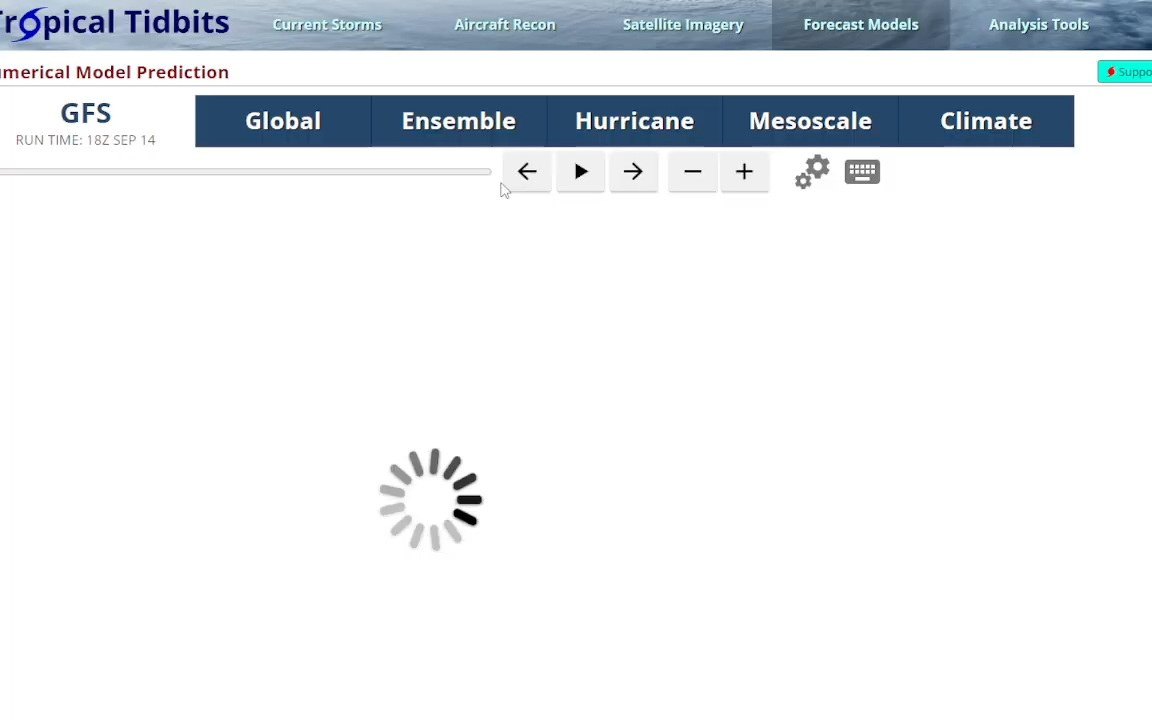 Tropical Tidbits
Current Storms
Aircraft Recon
Satellite Imagery
Forecast Models
Analysis Tools
merical Model Prediction
Suppo
GFS
RUN TIME: 18Z SEP 14
Global
Ensemble
Hurricane
Mesoscale
Climate